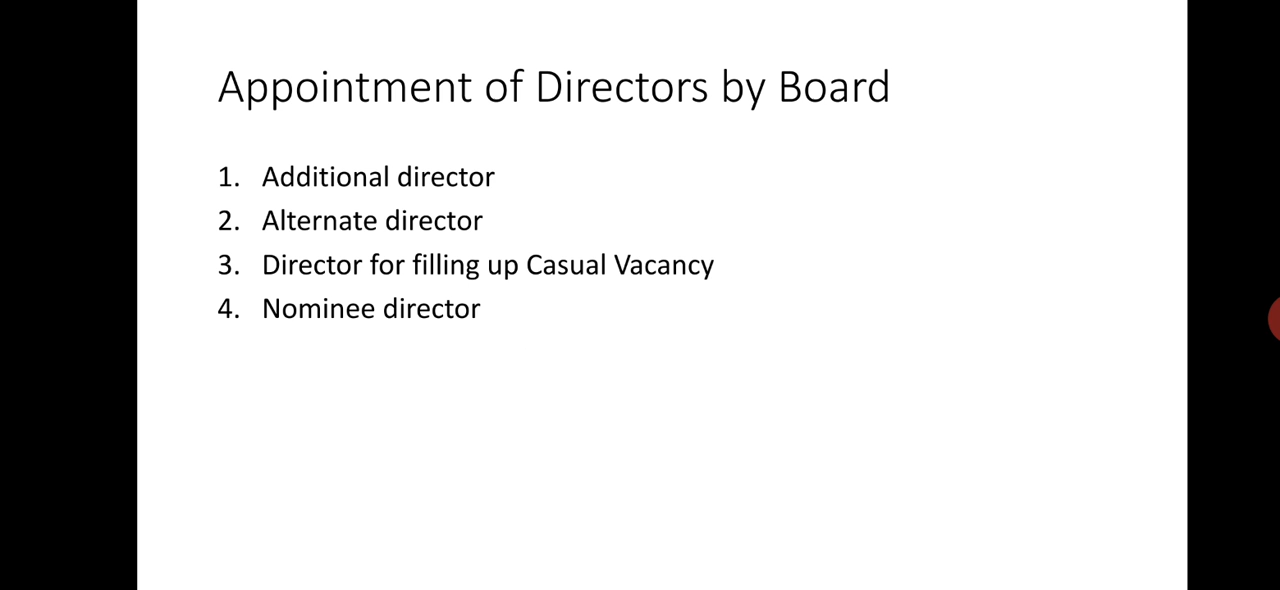 Appointment of Directors by Board
1. Additional director
2. Alternate director
3. Director for filling up Casual Vacancy
4. Nominee director